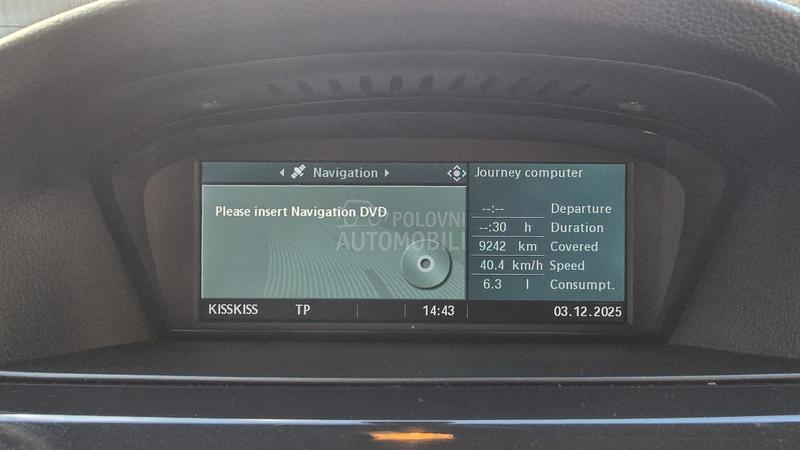 Navigation
Journey computer
Please insert Navigation DVD
POLOVNI
AUTOMOBILI
--:-- Departure
--:30 h Duration
9242 km Covered
40.4 km/h Speed
6.3 l Consumpt.
KISSKISS TP 14:43 03.12.2025